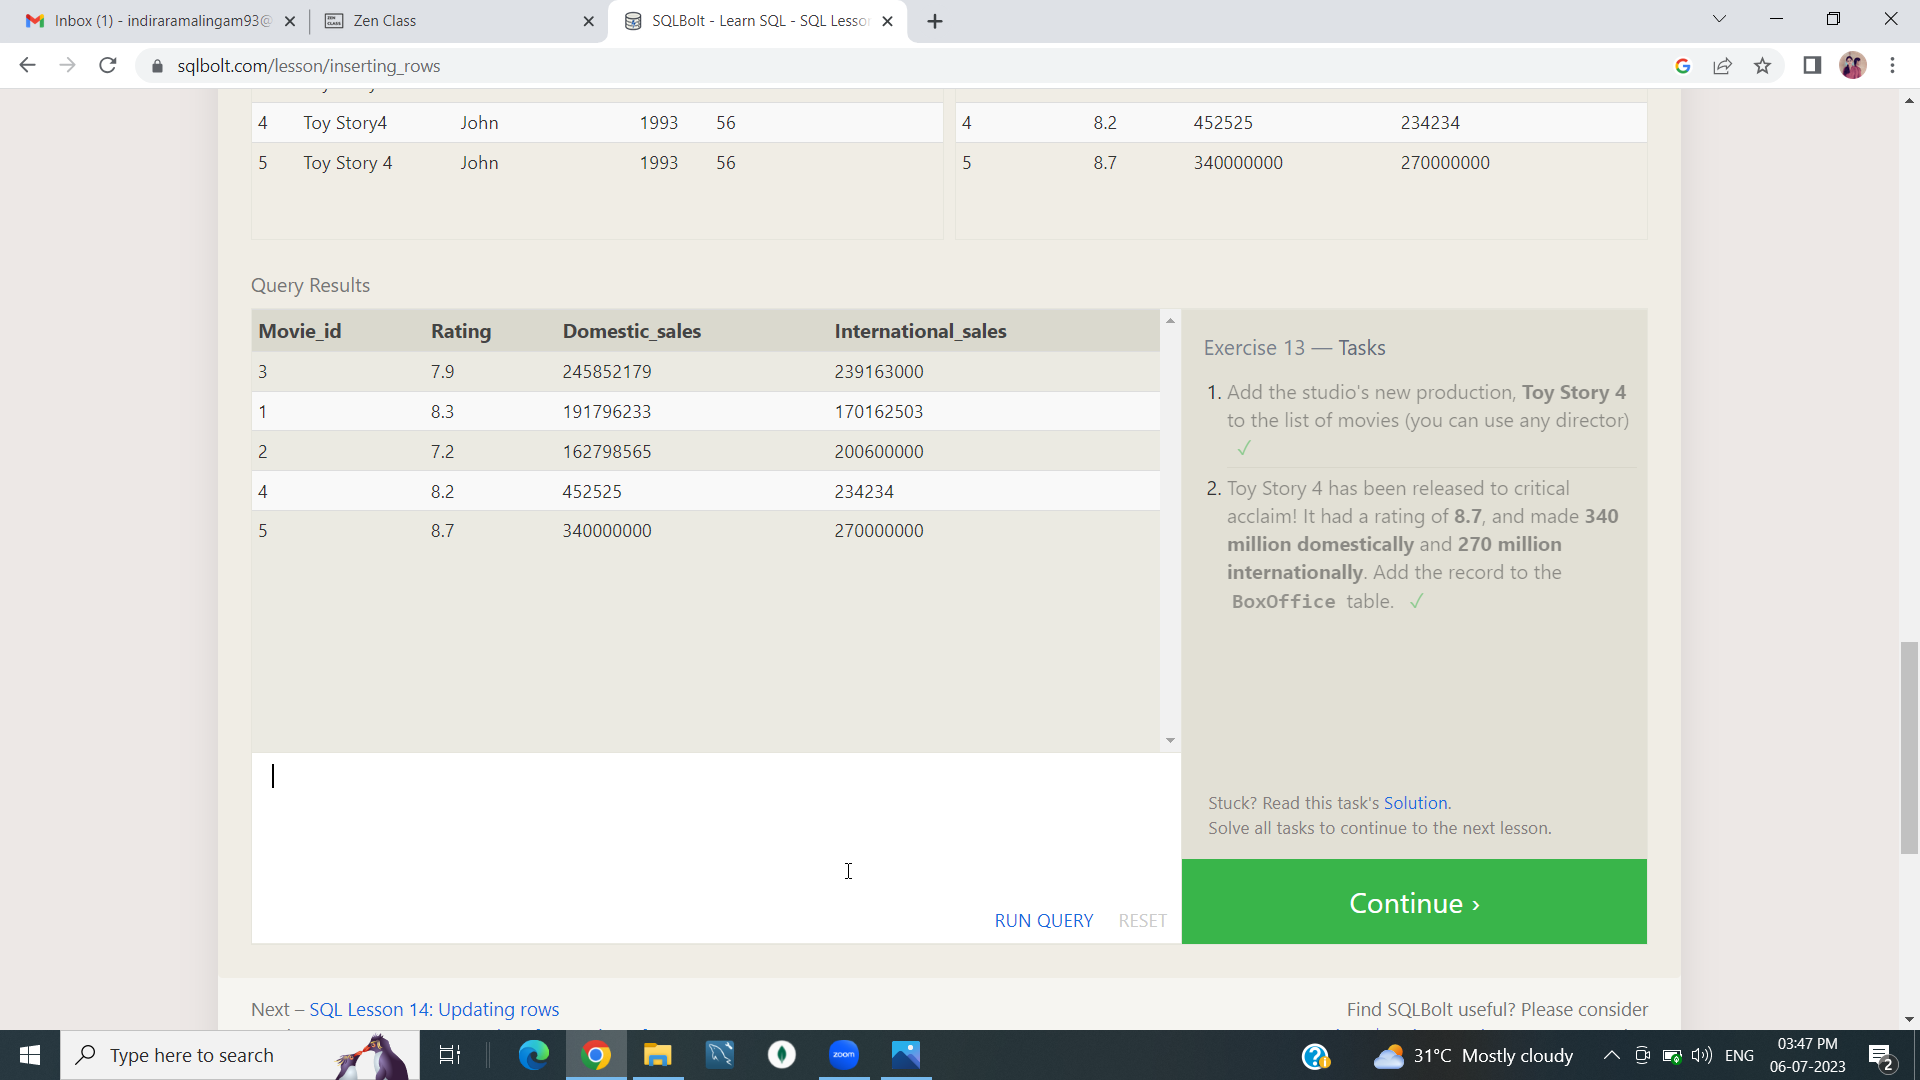 Inbox (1) - indiraramalingam93@
Zen Class
SQLBolt - Learn SQL - SQL Lesson
sqlbolt.com/lesson/inserting_rows
4 Toy Story4 John 1993 56
4 8.2 452525 234234
5 Toy Story 4 John 1993 56
5 8.7 340000000 270000000
Query Results
Movie_id Rating Domestic_sales International_sales
3 7.9 245852179 239163000
1 8.3 191796233 170162503
2 7.2 162798565 200600000
4 8.2 452525 234234
5 8.7 340000000 270000000
Exercise 13 — Tasks
1. Add the studio's new production, Toy Story 4
to the list of movies (you can use any director)
✓
2. Toy Story 4 has been released to critical
acclaim! It had a rating of 8.7, and made 340
million domestically and 270 million
internationally. Add the record to the
BoxOffice table. ✓
Stuck? Read this task's Solution.
Solve all tasks to continue to the next lesson.
RUN QUERY RESET
Continue ›
Next – SQL Lesson 14: Updating rows
Find SQLBolt useful? Please consider
Type here to search
zoom
31°C Mostly cloudy
ENG
03:47 PM
06-07-2023
2